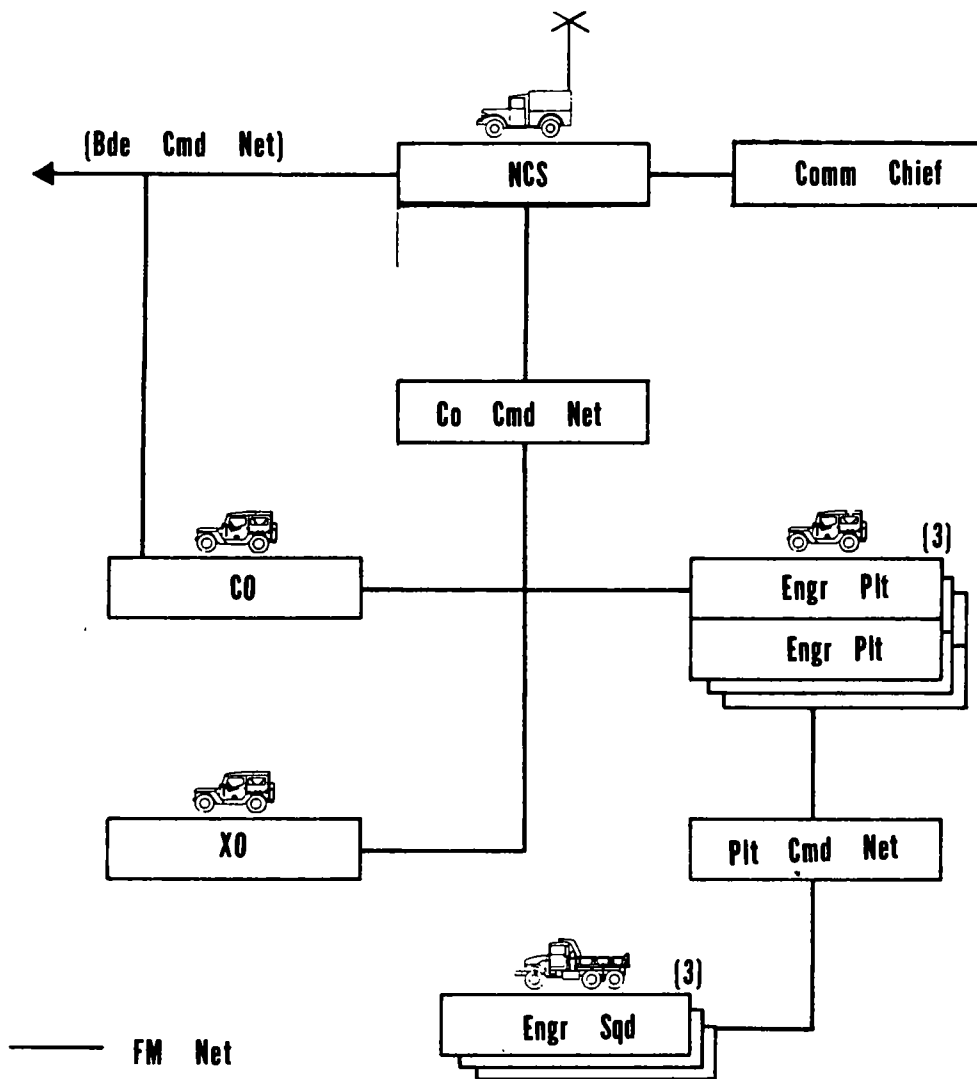 (Bde Cmd Net)
NCS
Comm Chief
Co Cmd Net
CO
(3)
Engr Plt
Engr Plt
XO
Plt Cmd Net
(3)
Engr Sqd
FM Net